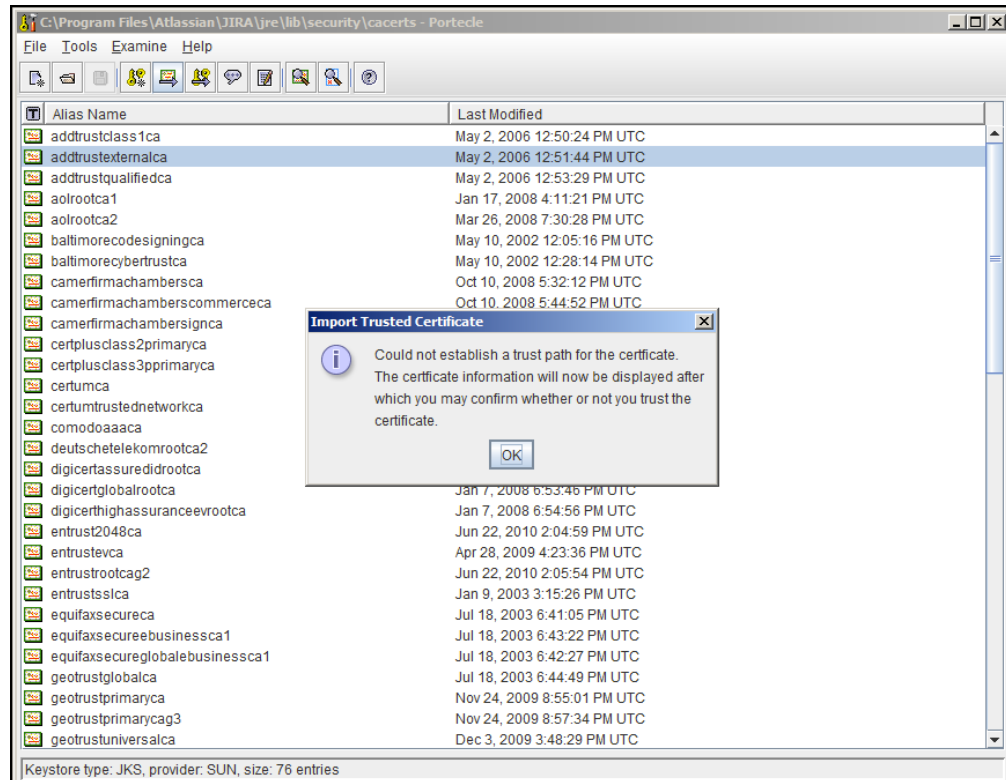 C:\Program Files\Atlassian\JIRA\jre\lib\security\cacerts - Portecle
File Tools Examine Help
T Alias Name Last Modified
addtrustclass1ca May 2, 2006 12:50:24 PM UTC
addtrustexternalca May 2, 2006 12:51:44 PM UTC
addtrustqualifiedca May 2, 2006 12:53:29 PM UTC
aolrootca1 Jan 17, 2008 4:11:21 PM UTC
aolrootca2 Mar 26, 2008 7:30:28 PM UTC
baltimorecodesigningca May 10, 2002 12:05:16 PM UTC
baltimorecybertrustca May 10, 2002 12:28:14 PM UTC
camerfirmachambersca Oct 10, 2008 5:32:12 PM UTC
camerfirmachamberscommerceca Oct 10, 2008 5:44:52 PM UTC
camerfirmachambersignca
certplusclass2primaryca
certplusclass3pprimaryca
certumca
certumtrustednetworkca
comodoaaaca
deutschetelekomrootca2
digicertassuredidrootca
Import Trusted Certificate
Could not establish a trust path for the certficate.
The certficate information will now be displayed after
which you may confirm whether or not you trust the
certificate.
OK
digicertglobalrootca Jan 7, 2008 6:53:46 PM UTC
digicerthighassuranceevrootca Jan 7, 2008 6:54:56 PM UTC
entrust2048ca Jun 22, 2010 2:04:59 PM UTC
entrustevca Apr 28, 2009 4:23:36 PM UTC
entrustrootcag2 Jun 22, 2010 2:05:54 PM UTC
entrustsslca Jan 9, 2003 3:15:26 PM UTC
equifaxsecureca Jul 18, 2003 6:41:05 PM UTC
equifaxsecureebusinessca1 Jul 18, 2003 6:43:22 PM UTC
equifaxsecureglobalebusinessca1 Jul 18, 2003 6:42:27 PM UTC
geotrustglobalca Jul 18, 2003 6:44:49 PM UTC
geotrustprimaryca Nov 24, 2009 8:55:01 PM UTC
geotrustprimarycag3 Nov 24, 2009 8:57:34 PM UTC
geotrustuniversalca Dec 3, 2009 3:48:29 PM UTC
Keystore type: JKS, provider: SUN, size: 76 entries